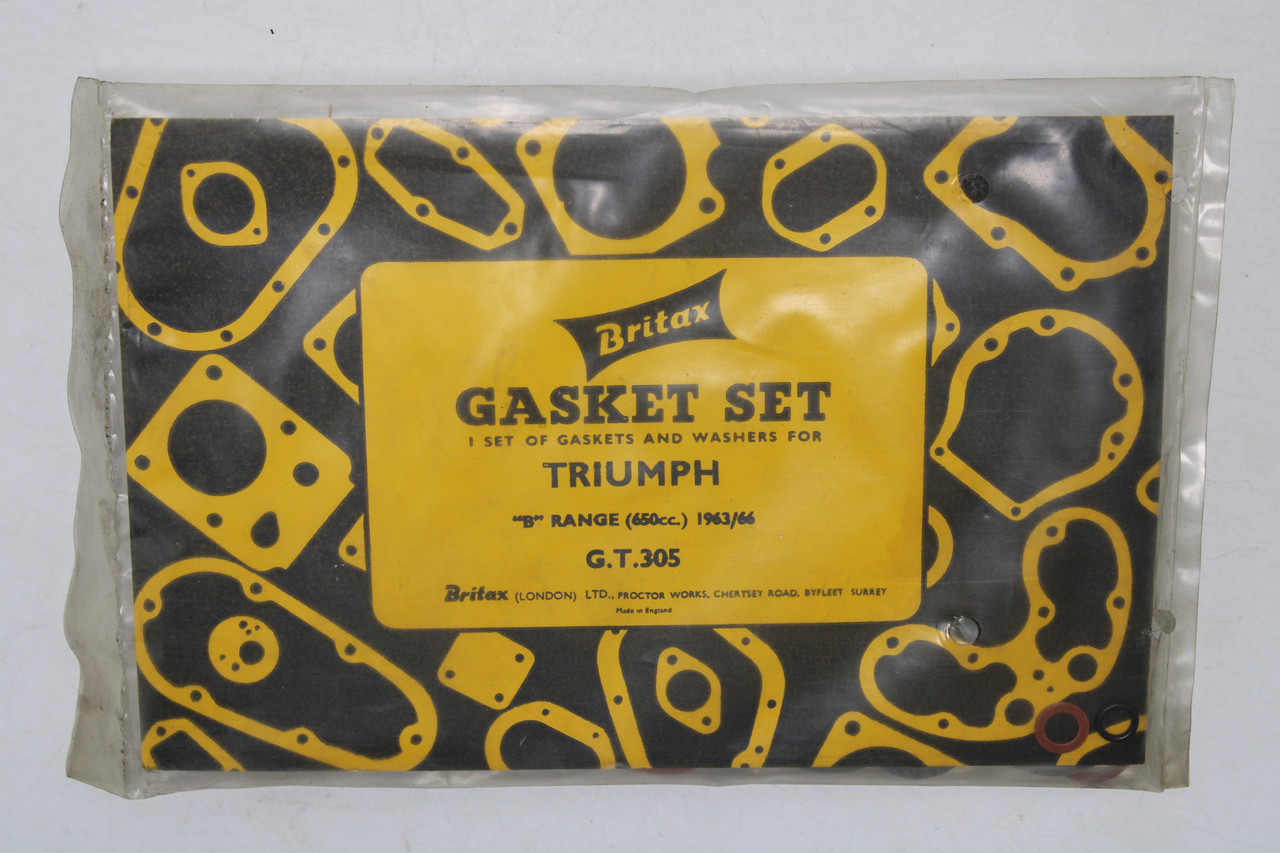 Britax
GASKET SET
1 SET OF GASKETS AND WASHERS FOR
TRIUMPH
"B" RANGE (650cc.) 1963/66
G.T.305
Britax (LONDON) LTD., PROCTOR WORKS, CHERTSEY ROAD, BYFLEET SURREY
Made in England